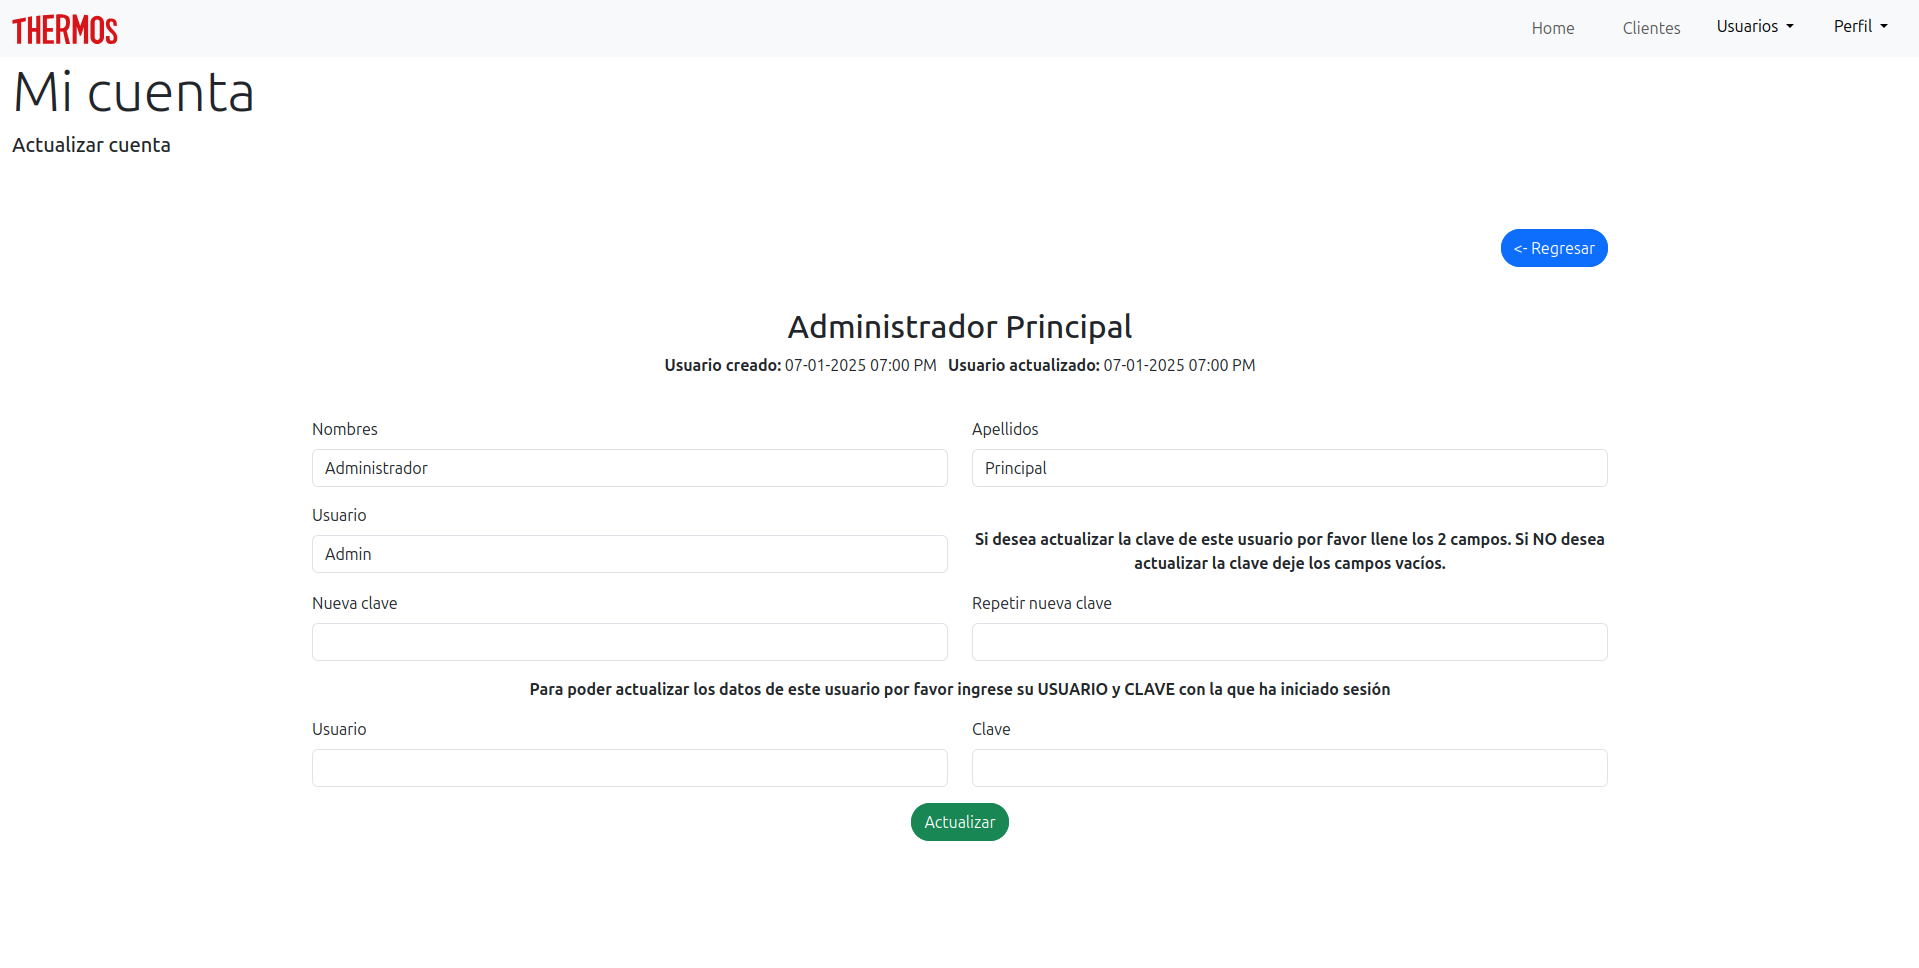 THERMOS
Home Clientes Usuarios Perfil
Mi cuenta
Actualizar cuenta
<- Regresar
Administrador Principal
Usuario creado: 07-01-2025 07:00 PM Usuario actualizado: 07-01-2025 07:00 PM
Nombres Apellidos
Administrador Principal
Usuario
Admin
Si desea actualizar la clave de este usuario por favor llene los 2 campos. Si NO desea
actualizar la clave deje los campos vacíos.
Nueva clave Repetir nueva clave
Para poder actualizar los datos de este usuario por favor ingrese su USUARIO y CLAVE con la que ha iniciado sesión
Usuario Clave
Actualizar